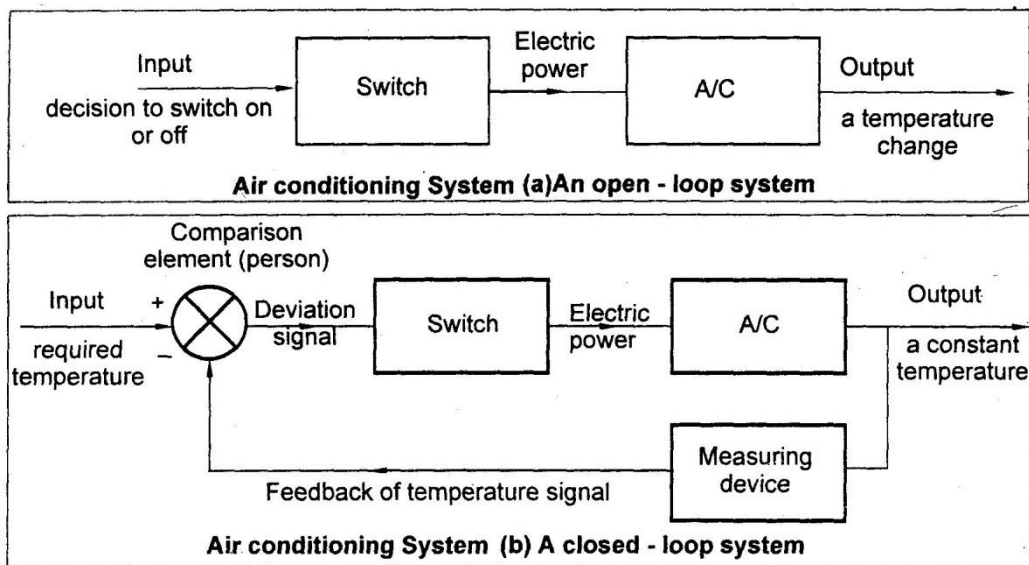 Input
decision to switch on
or off
Switch
Electric
power
A/C
Output
a temperature
change
Air conditioning System (a)An open - loop system
Comparison
element (person)
Input
+
–
required
temperature
Deviation
signal
Switch
Electric
power
A/C
Output
a constant
temperature
Measuring
device
Feedback of temperature signal
Air conditioning System (b) A closed - loop system